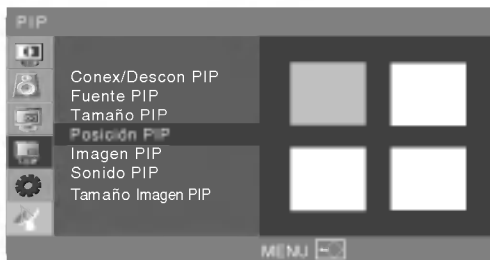 PIP
Conex/Descon PIP
Fuente PIP
Tamaño PIP
Posición PIP
Imagen PIP
Sonido PIP
Tamaño Imagen PIP
MENU